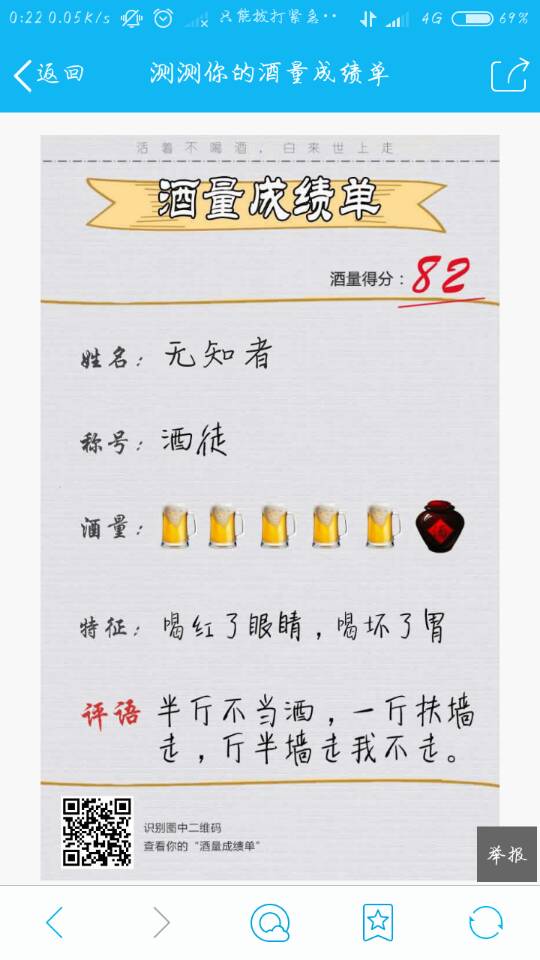 0:22 0.05K/s 只能拨打紧急·· 4G 69%
返回 测测你的酒量成绩单
活着不喝酒，白来世上走
酒量成绩单
酒量得分：82
姓名：无知者
称号：酒徒
酒量：
特征：喝红了眼睛，喝坏了胃
评语 半斤不当酒，一斤扶墙
走，斤半墙走我不走。
识别图中二维码
查看你的“酒量成绩单”
举报